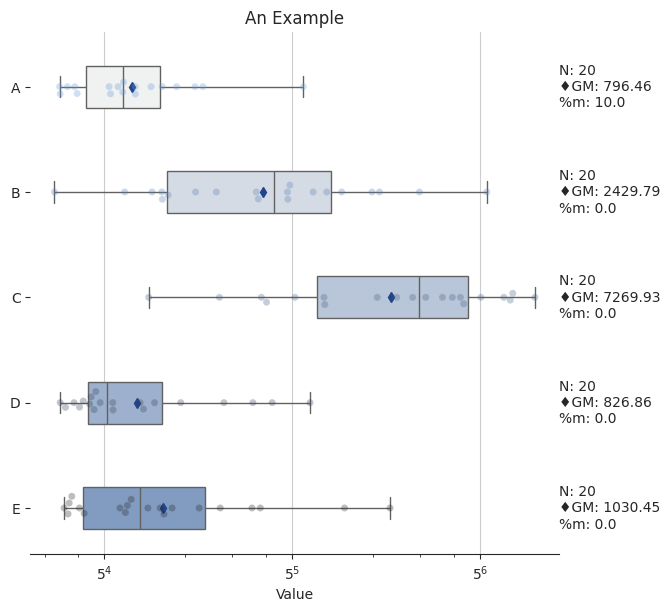 An Example
A
N: 20
♦GM: 796.46
%m: 10.0
B
N: 20
♦GM: 2429.79
%m: 0.0
C
N: 20
♦GM: 7269.93
%m: 0.0
D
N: 20
♦GM: 826.86
%m: 0.0
E
N: 20
♦GM: 1030.45
%m: 0.0
5⁴ 5⁵ 5⁶
Value